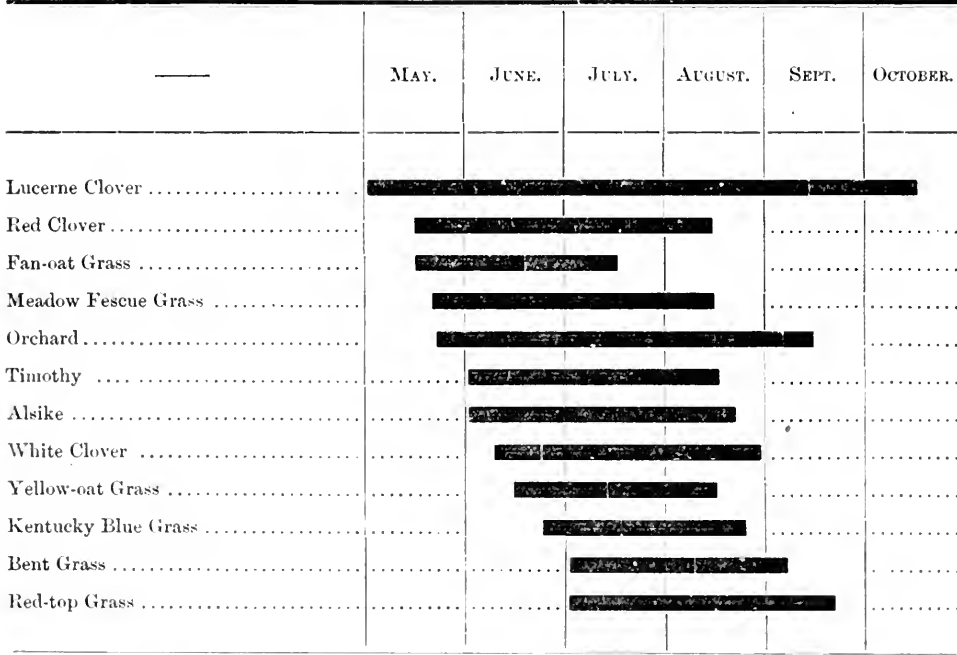 MAY. JUNE. JULY. AUGUST. SEPT. OCTOBER.
Lucerne Clover
Red Clover
Fan-oat Grass
Meadow Fescue Grass
Orchard
Timothy
Alsike
White Clover
Yellow-oat Grass
Kentucky Blue Grass
Bent Grass
Red-top Grass